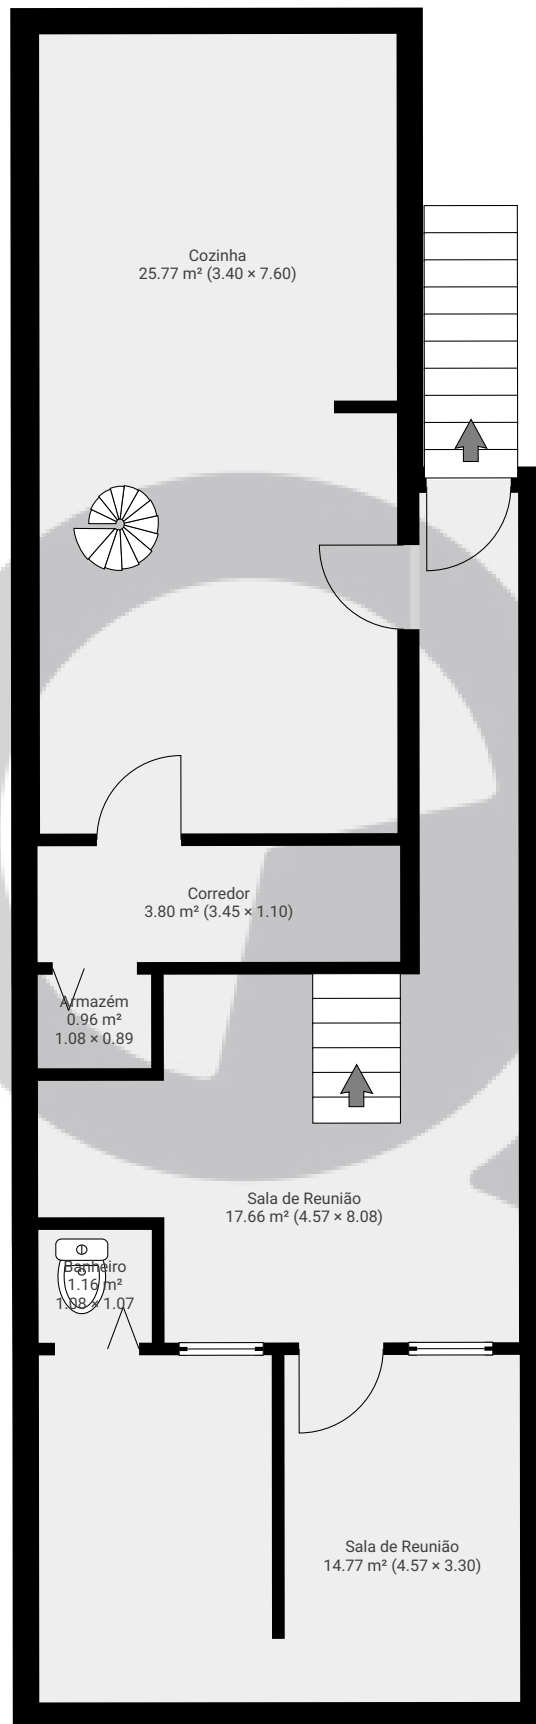 Cozinha
25.77 m² (3.40 × 7.60)
Corredor
3.80 m² (3.45 × 1.10)
Armazém
0.96 m²
1.08 × 0.89
Sala de Reunião
17.66 m² (4.57 × 8.08)
Banheiro
1.16 m²
1.08 × 1.07
Sala de Reunião
14.77 m² (4.57 × 3.30)